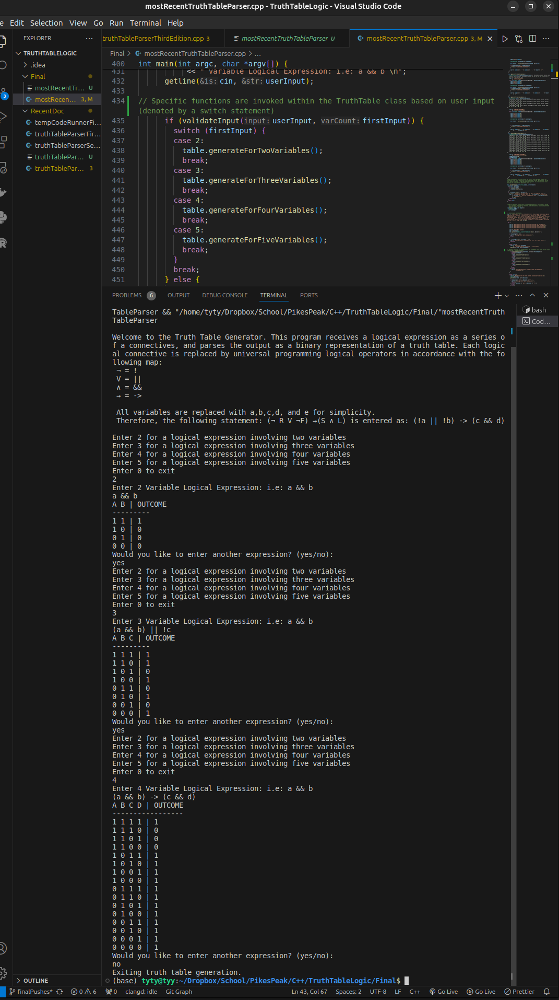 mostRecentTruthTableParser.cpp - TruthTableLogic - Visual Studio Code
e Edit Selection View Go Run Terminal Help
EXPLORER
TRUTHTABLELOGIC
.idea
Final
mostRecentTr... U
mostRecen... 3, M
RecentDoc
tempCodeRunnerFi...
truthTableParserFir...
truthTableParserSe...
truthTablePar... U
truthTablePar... 3
OUTLINE
truthTableParserThirdEdition.cpp 3
mostRecentTruthTableParser U
mostRecentTruthTableParser.cpp 3, M
Final > mostRecentTruthTableParser.cpp > ...
400 int main(int argc, char *argv[]) {
431 << " Variable Logical Expression: i.e: a && b \n";
432 getline(&is: cin, &str: userInput);
433
434 // Specific functions are invoked within the TruthTable class based on user input
(denoted by a switch statement)
435 if (validateInput(input: userInput, varCount: firstInput)) {
436 switch (firstInput) {
437 case 2:
438 table.generateForTwoVariables();
439 break;
440 case 3:
441 table.generateForThreeVariables();
442 break;
443 case 4:
444 table.generateForFourVariables();
445 break;
446 case 5:
447 table.generateForFiveVariables();
448 break;
449 }
450 break;
451 } else {
PROBLEMS 6 OUTPUT DEBUG CONSOLE TERMINAL PORTS
bash
Cod...
TableParser && "/home/tyty/Dropbox/School/PikesPeak/C++/TruthTableLogic/Final/"mostRecentTruth
TableParser
Welcome to the Truth Table Generator. This program receives a logical expression as a series o
f a connectives, and parses the output as a binary representation of a truth table. Each logic
al connective is replaced by universal programming logical operators in accordance with the fo
llowing map:
¬ = !
V = ||
∧ = &&
→ = ->
All variables are replaced with a,b,c,d, and e for simplicity.
Therefore, the following statement: (¬ R V ¬F) →(S ∧ L) is entered as: (!a || !b) -> (c && d)
Enter 2 for a logical expression involving two variables
Enter 3 for a logical expression involving three variables
Enter 4 for a logical expression involving four variables
Enter 5 for a logical expression involving five variables
Enter 0 to exit
2
Enter 2 Variable Logical Expression: i.e: a && b
a && b
A B | OUTCOME
---------
1 1 | 1
1 0 | 0
0 1 | 0
0 0 | 0
Would you like to enter another expression? (yes/no):
yes
Enter 2 for a logical expression involving two variables
Enter 3 for a logical expression involving three variables
Enter 4 for a logical expression involving four variables
Enter 5 for a logical expression involving five variables
Enter 0 to exit
3
Enter 3 Variable Logical Expression: i.e: a && b
(a && b) || !c
A B C | OUTCOME
---------
1 1 1 | 1
1 1 0 | 1
1 0 1 | 0
1 0 0 | 1
0 1 1 | 0
0 1 0 | 1
0 0 1 | 0
0 0 0 | 1
Would you like to enter another expression? (yes/no):
yes
Enter 2 for a logical expression involving two variables
Enter 3 for a logical expression involving three variables
Enter 4 for a logical expression involving four variables
Enter 5 for a logical expression involving five variables
Enter 0 to exit
4
Enter 4 Variable Logical Expression: i.e: a && b
(a && b) -> (c && d)
A B C D | OUTCOME
-----------------
1 1 1 1 | 1
1 1 1 0 | 0
1 1 0 1 | 0
1 1 0 0 | 0
1 0 1 1 | 1
1 0 1 0 | 1
1 0 0 1 | 1
1 0 0 0 | 1
0 1 1 1 | 1
0 1 1 0 | 1
0 1 0 1 | 1
0 1 0 0 | 1
0 0 1 1 | 1
0 0 1 0 | 1
0 0 0 1 | 1
0 0 0 0 | 1
Would you like to enter another expression? (yes/no):
no
Exiting truth table generation.
(base) tyty@tyy:~/Dropbox/School/PikesPeak/C++/TruthTableLogic/Final$
finalPushes* 0 6 0 clangd: idle Git Graph Ln 43, Col 67 Spaces: 2 UTF-8 LF C++ Go Live Go Live Prettier
3